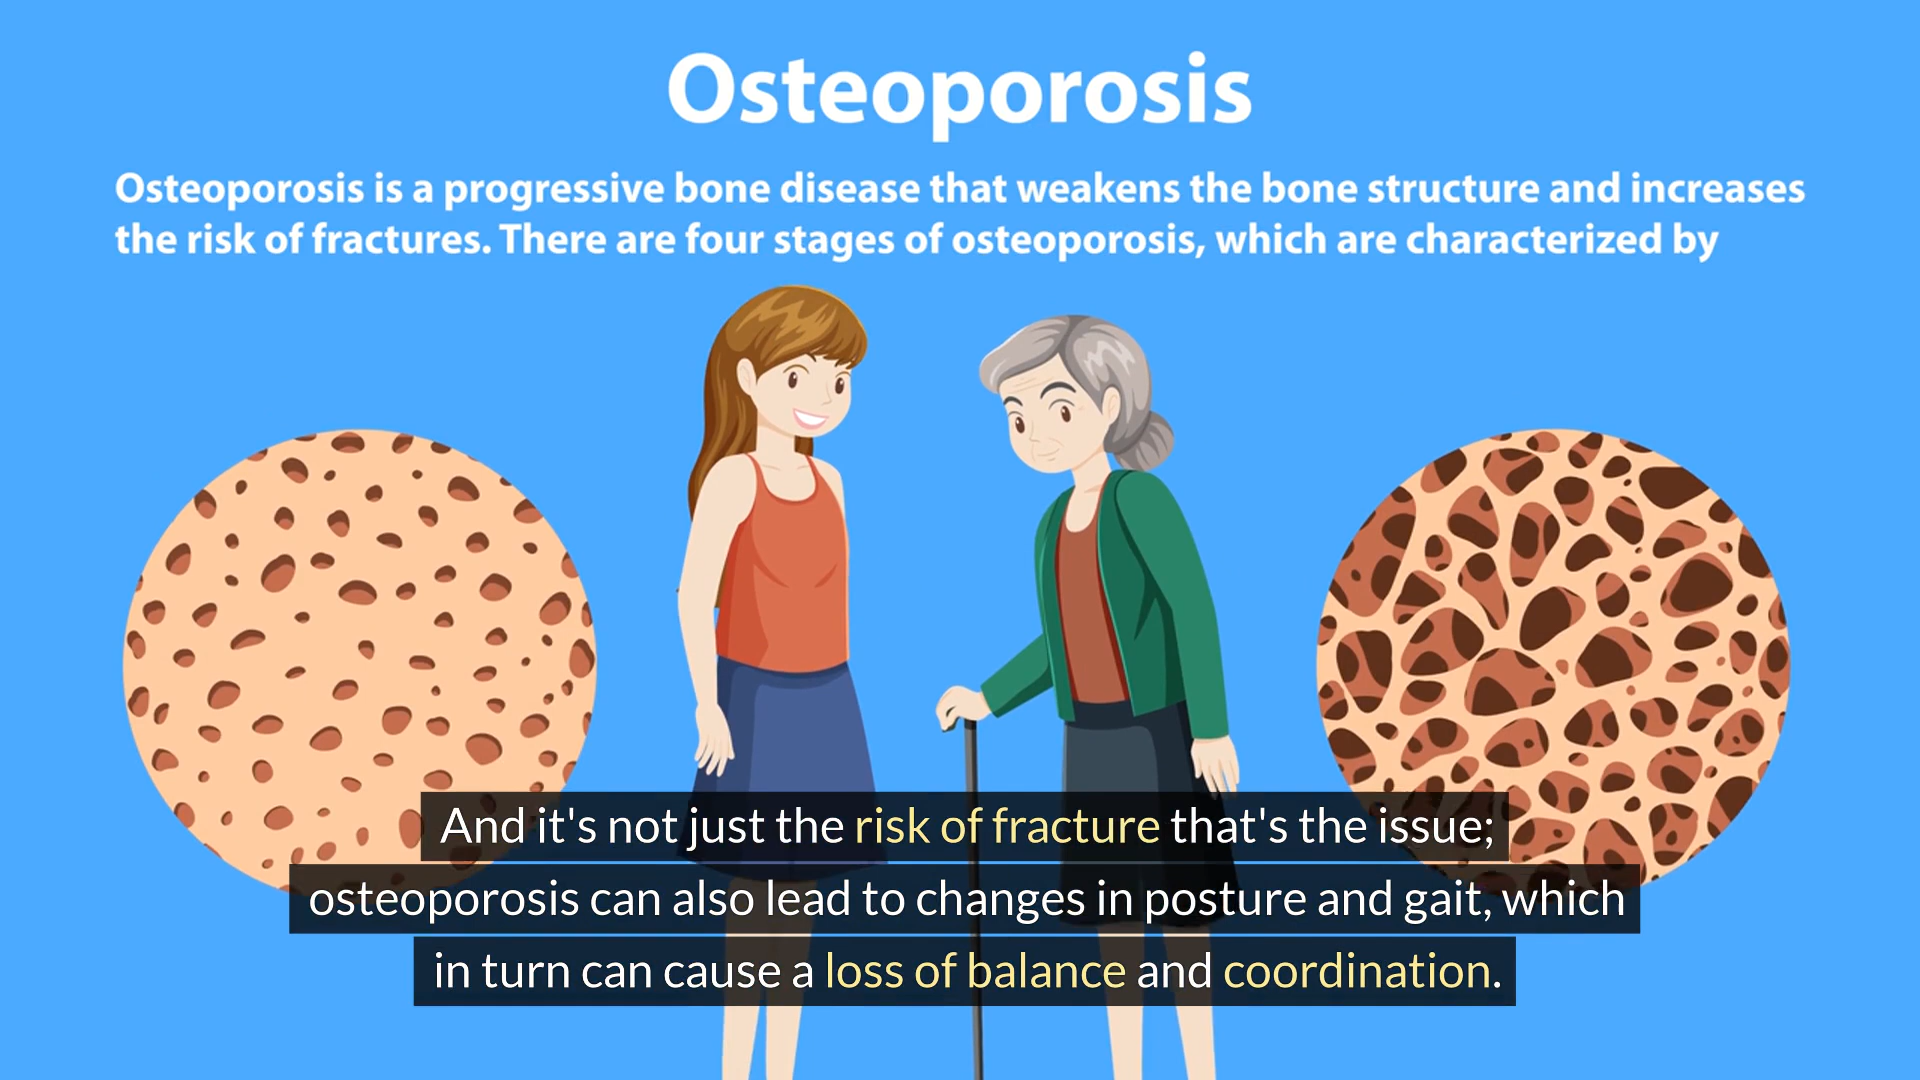 Osteoporosis
Osteoporosis is a progressive bone disease that weakens the bone structure and increases
the risk of fractures. There are four stages of osteoporosis, which are characterized by
And it's not just the risk of fracture that's the issue;
osteoporosis can also lead to changes in posture and gait, which
in turn can cause a loss of balance and coordination.